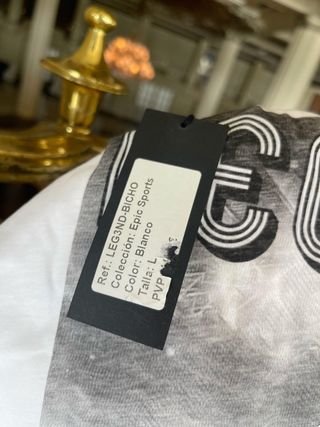 Ref.: LEG3ND-BICHO
Colección: Epic Sports
Color: Blanco
Talla: L
PVP